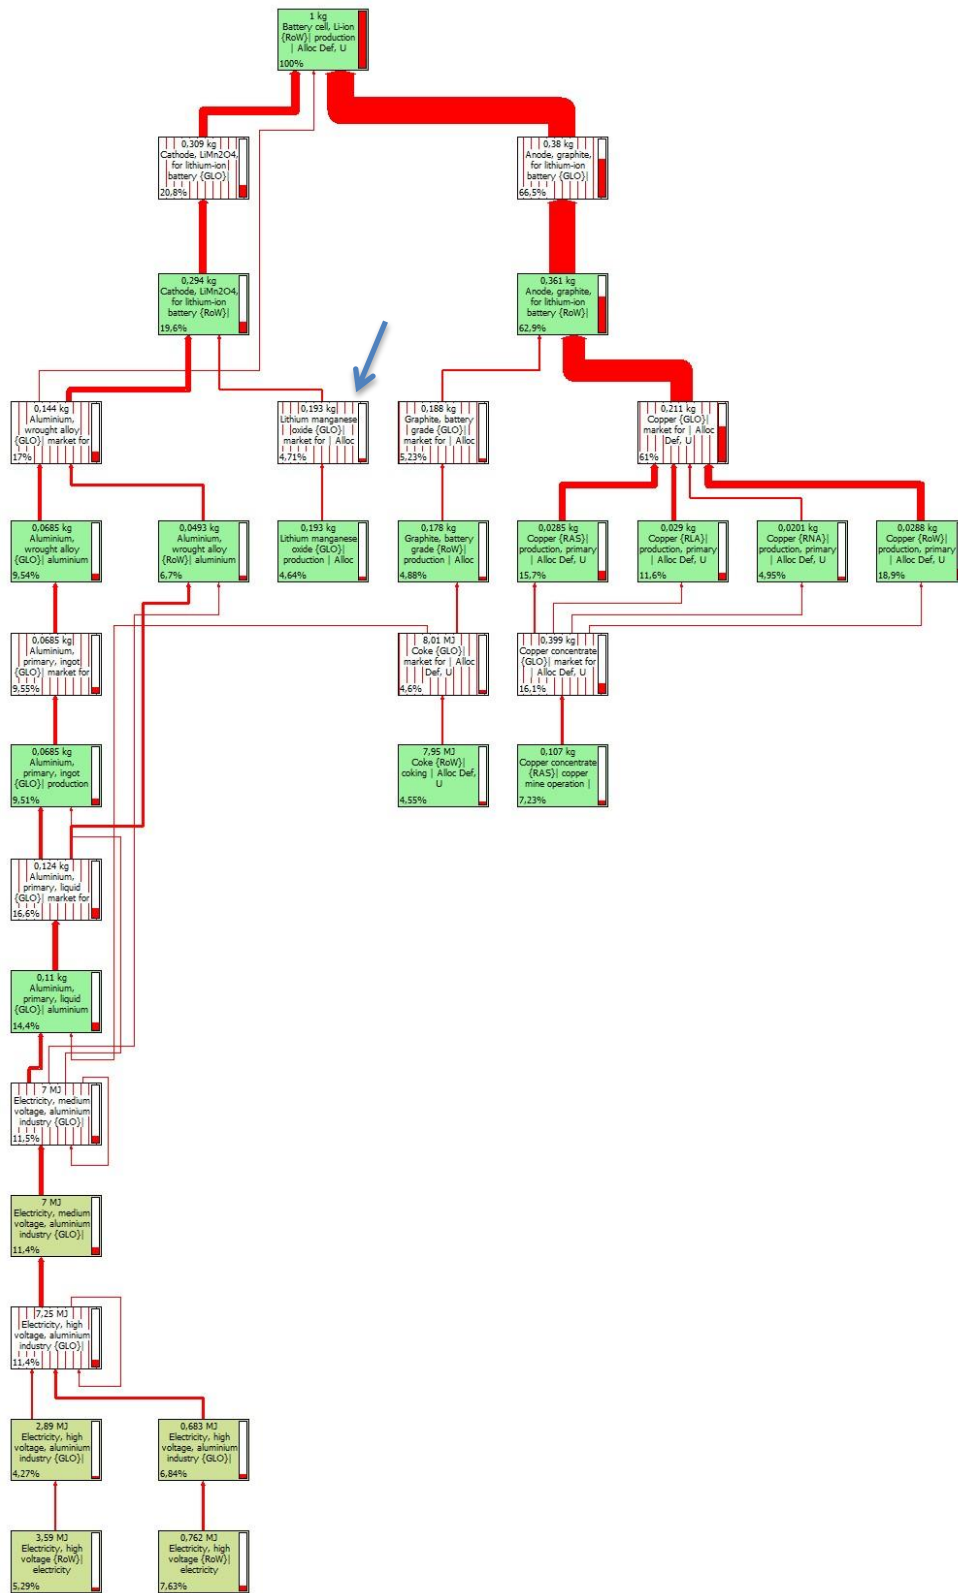 1 kg
Battery cell, Li-ion
{RoW}| production
| Alloc Def, U
100%
0,309 kg
Cathode, LiMn2O4,
for lithium-ion
battery {GLO}|
20,8%
0,38 kg
Anode, graphite,
for lithium-ion
battery {GLO}|
66,5%
0,294 kg
Cathode, LiMn2O4,
for lithium-ion
battery {RoW}|
19,6%
0,361 kg
Anode, graphite,
for lithium-ion
battery {RoW}|
62,9%
0,144 kg
Aluminium,
wrought alloy
{GLO}| market for
17%
0,193 kg
Lithium manganese
oxide {GLO}|
market for | Alloc
4,71%
0,188 kg
Graphite, battery
grade {GLO}|
market for | Alloc
5,23%
0,211 kg
Copper {GLO}|
market for | Alloc
Def, U
61%
0,0685 kg
Aluminium,
wrought alloy
{GLO}| aluminium
9,54%
0,0493 kg
Aluminium,
wrought alloy
{RoW}| aluminium
6,7%
0,193 kg
Lithium manganese
oxide {GLO}|
production | Alloc
4,64%
0,178 kg
Graphite, battery
grade {RoW}|
production | Alloc
4,88%
0,0285 kg
Copper {RAS}|
production, primary
| Alloc Def, U
15,7%
0,029 kg
Copper {RLA}|
production, primary
| Alloc Def, U
11,6%
0,0201 kg
Copper {RNA}|
production, primary
| Alloc Def, U
4,95%
0,0288 kg
Copper {RoW}|
production, primary
| Alloc Def, U
18,9%
0,0685 kg
Aluminium,
primary, ingot
{GLO}| market for
9,55%
8,01 MJ
Coke {GLO}|
market for | Alloc
Def, U
4,6%
0,399 kg
Copper concentrate
{GLO}| market for
| Alloc Def, U
16,1%
0,0685 kg
Aluminium,
primary, ingot
{GLO}| production
9,51%
7,95 MJ
Coke {RoW}|
coking | Alloc Def,
U
4,55%
0,107 kg
Copper concentrate
{RAS}| copper
mine operation |
7,23%
0,124 kg
Aluminium,
primary, liquid
{GLO}| market for
16,6%
0,11 kg
Aluminium,
primary, liquid
{GLO}| aluminium
14,4%
7 MJ
Electricity, medium
voltage, aluminium
industry {GLO}|
11,5%
7 MJ
Electricity, medium
voltage, aluminium
industry {GLO}|
11,4%
7,25 MJ
Electricity, high
voltage, aluminium
industry {GLO}|
11,4%
2,89 MJ
Electricity, high
voltage, aluminium
industry {GLO}|
4,27%
0,683 MJ
Electricity, high
voltage, aluminium
industry {GLO}|
6,84%
3,59 MJ
Electricity, high
voltage {RoW}|
electricity
5,29%
0,762 MJ
Electricity, high
voltage {RoW}|
electricity
7,63%